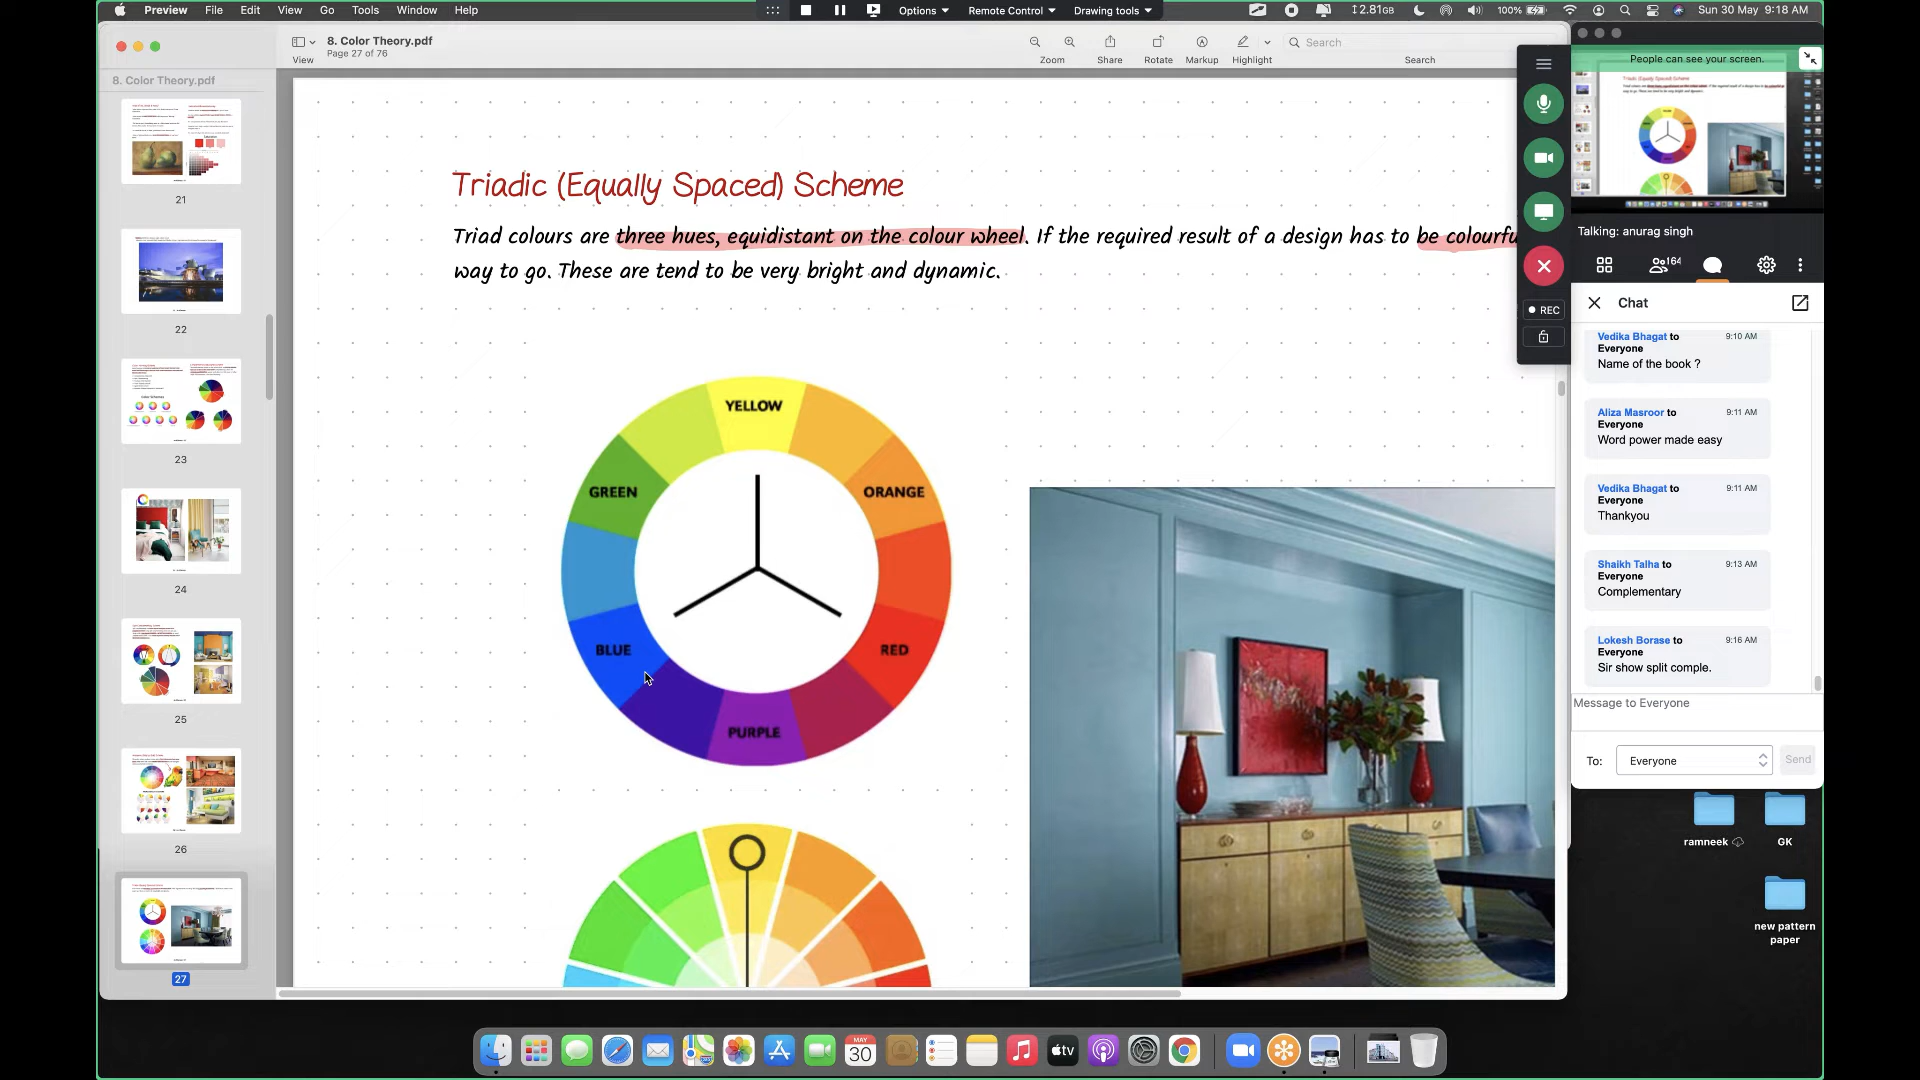 Preview File Edit View Go Tools Window Help
Options Remote Control Drawing tools
2.81GB 100% Sun 30 May 9:18 AM
8. Color Theory.pdf
Page 27 of 76
View Zoom Share Rotate Markup Highlight Search
Search
8. Color Theory.pdf
21
22
23
24
25
26
27
Triadic (Equally Spaced) Scheme
Triad colours are three hues, equidistant on the colour wheel. If the required result of a design has to be colourfu
way to go. These are tend to be very bright and dynamic.
YELLOW
GREEN
ORANGE
BLUE
RED
PURPLE
REC
People can see your screen.
Talking: anurag singh
164
Chat
Vedika Bhagat to 9:10 AM
Everyone
Name of the book ?
Aliza Masroor to 9:11 AM
Everyone
Word power made easy
Vedika Bhagat to 9:11 AM
Everyone
Thankyou
Shaikh Talha to 9:13 AM
Everyone
Complementary
Lokesh Borase to 9:16 AM
Everyone
Sir show split comple.
Message to Everyone
To: Everyone Send
ramneek GK
new pattern
paper
MAY
30
tv